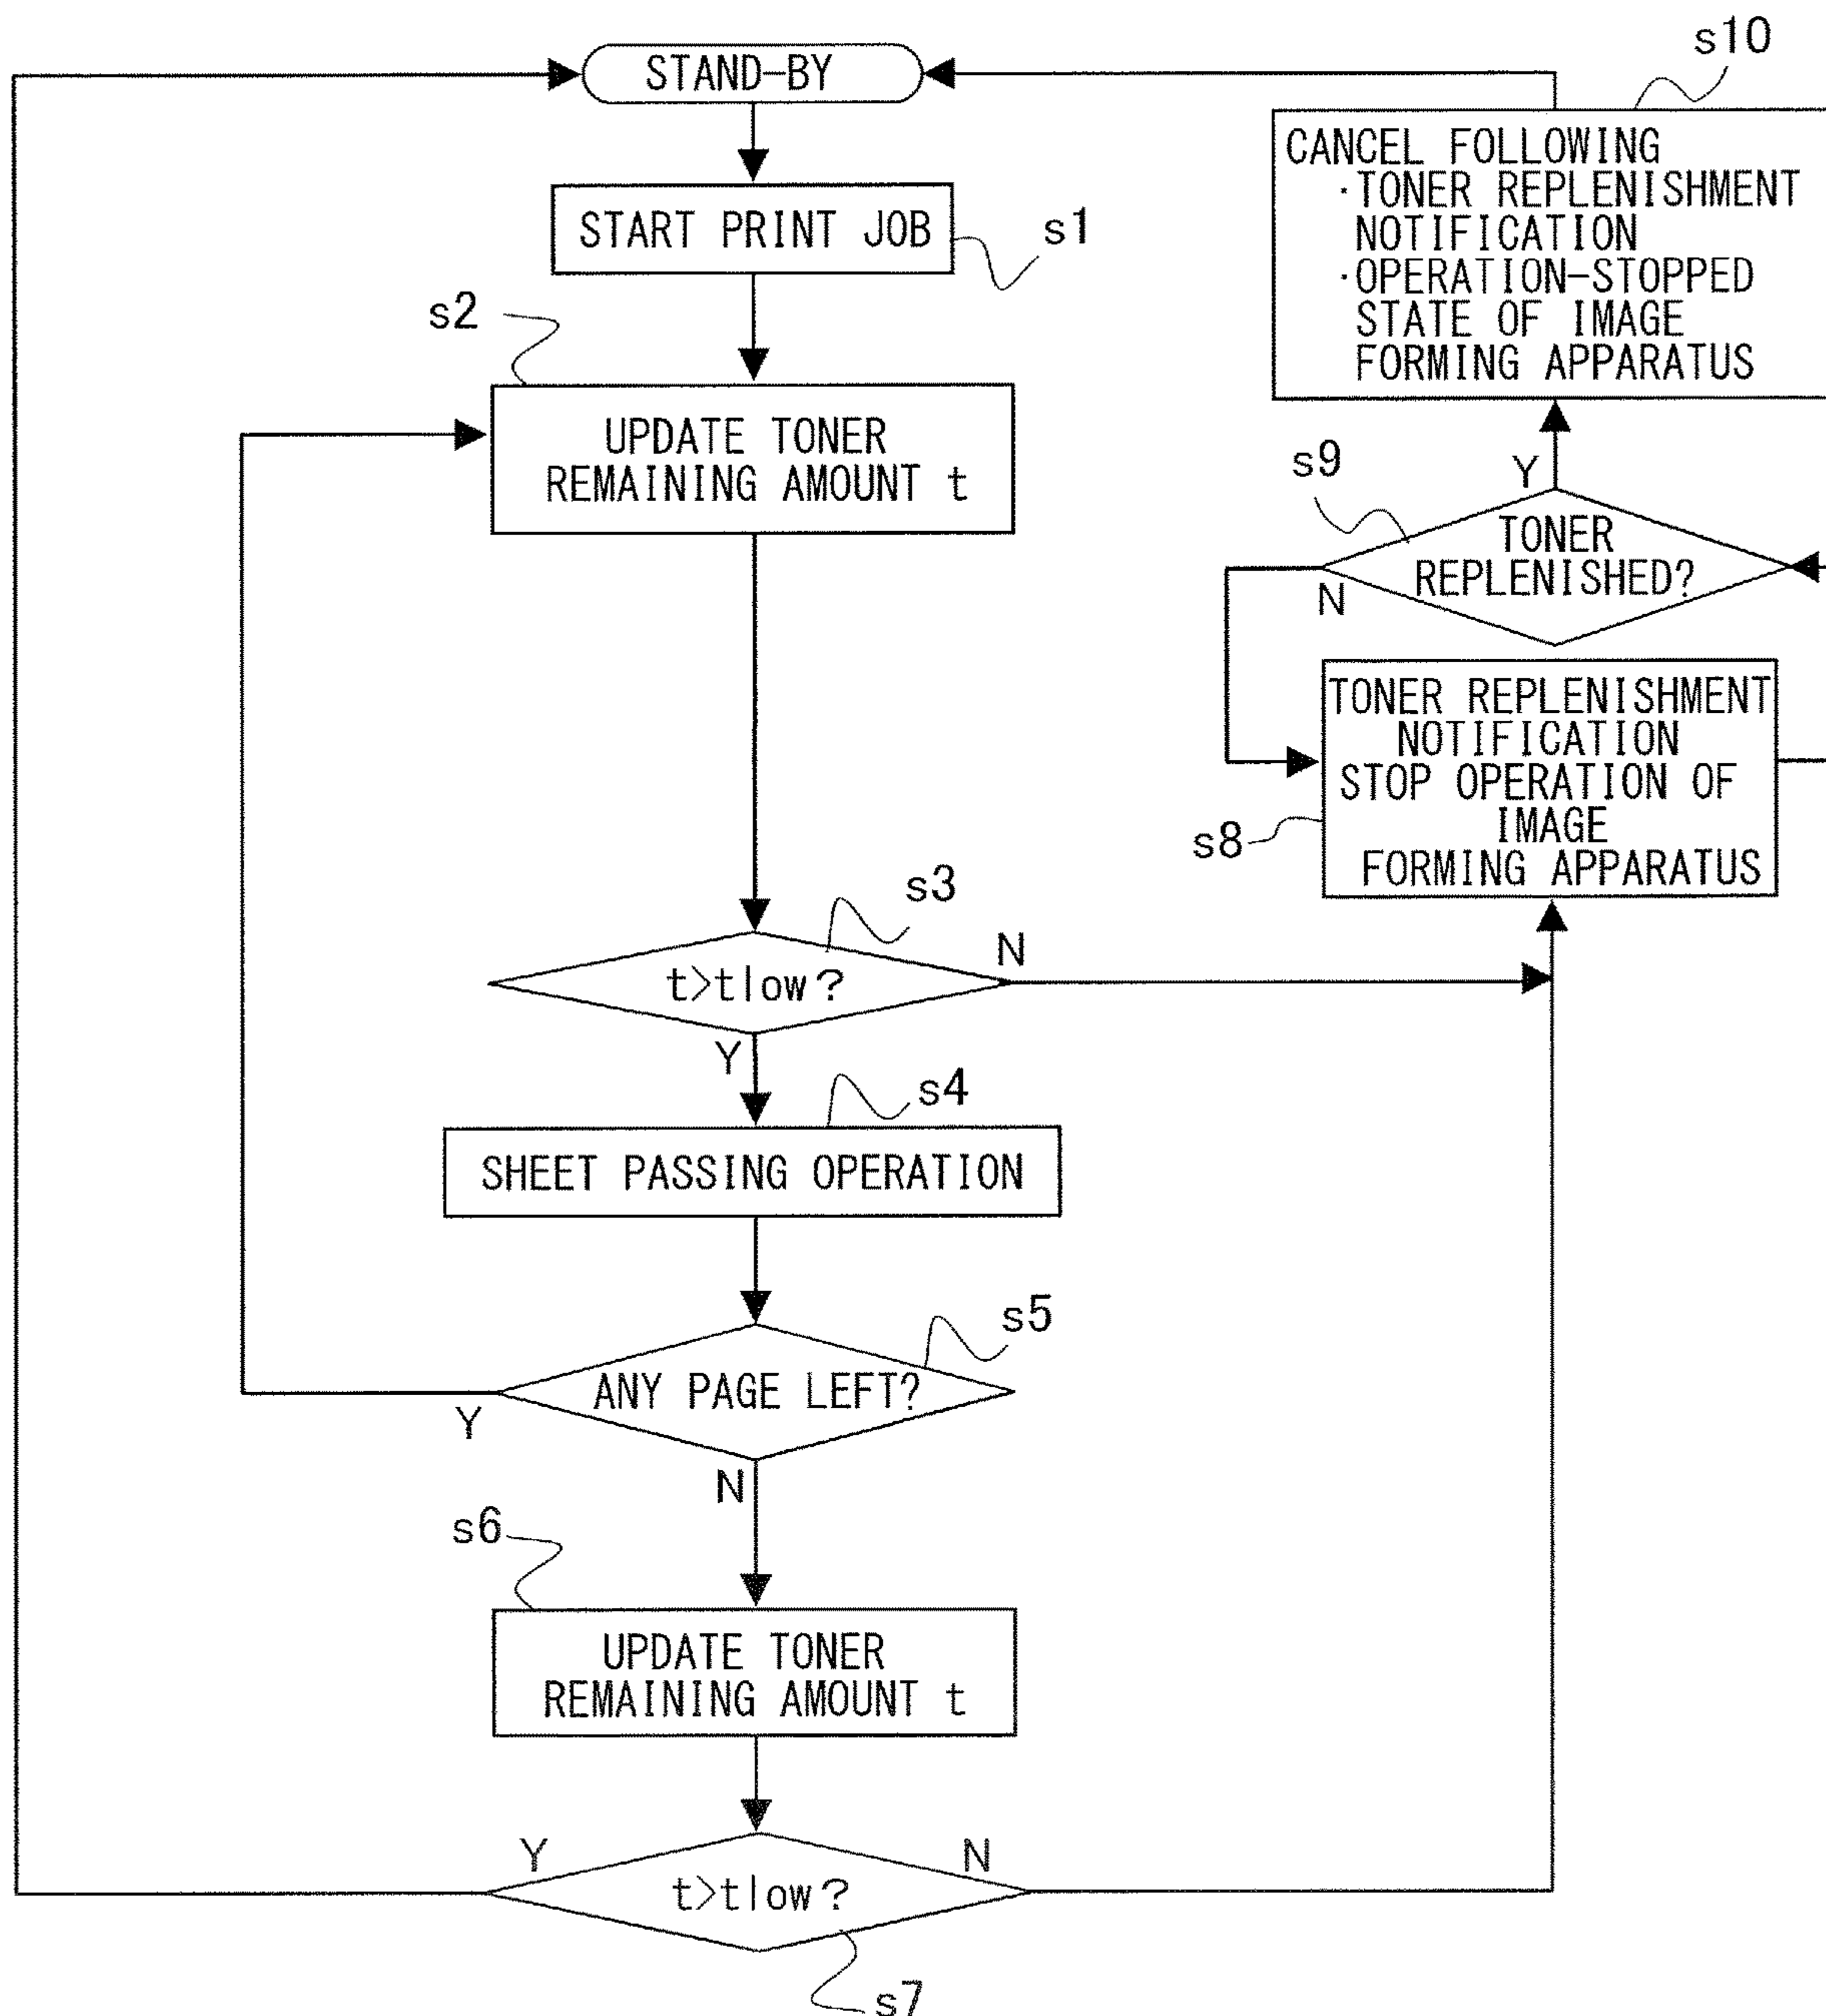 STAND-BY
START PRINT JOB
s1
s2
UPDATE TONER
REMAINING AMOUNT t
s3
t>tlow?
N
Y
s4
SHEET PASSING OPERATION
s5
ANY PAGE LEFT?
Y
N
s6
UPDATE TONER
REMAINING AMOUNT t
Y
N
t>tlow?
s7
s10
CANCEL FOLLOWING
·TONER REPLENISHMENT
NOTIFICATION
·OPERATION-STOPPED
STATE OF IMAGE
FORMING APPARATUS
s9
Y
TONER
REPLENISHED?
N
TONER REPLENISHMENT
NOTIFICATION
STOP OPERATION OF
IMAGE
FORMING APPARATUS
s8